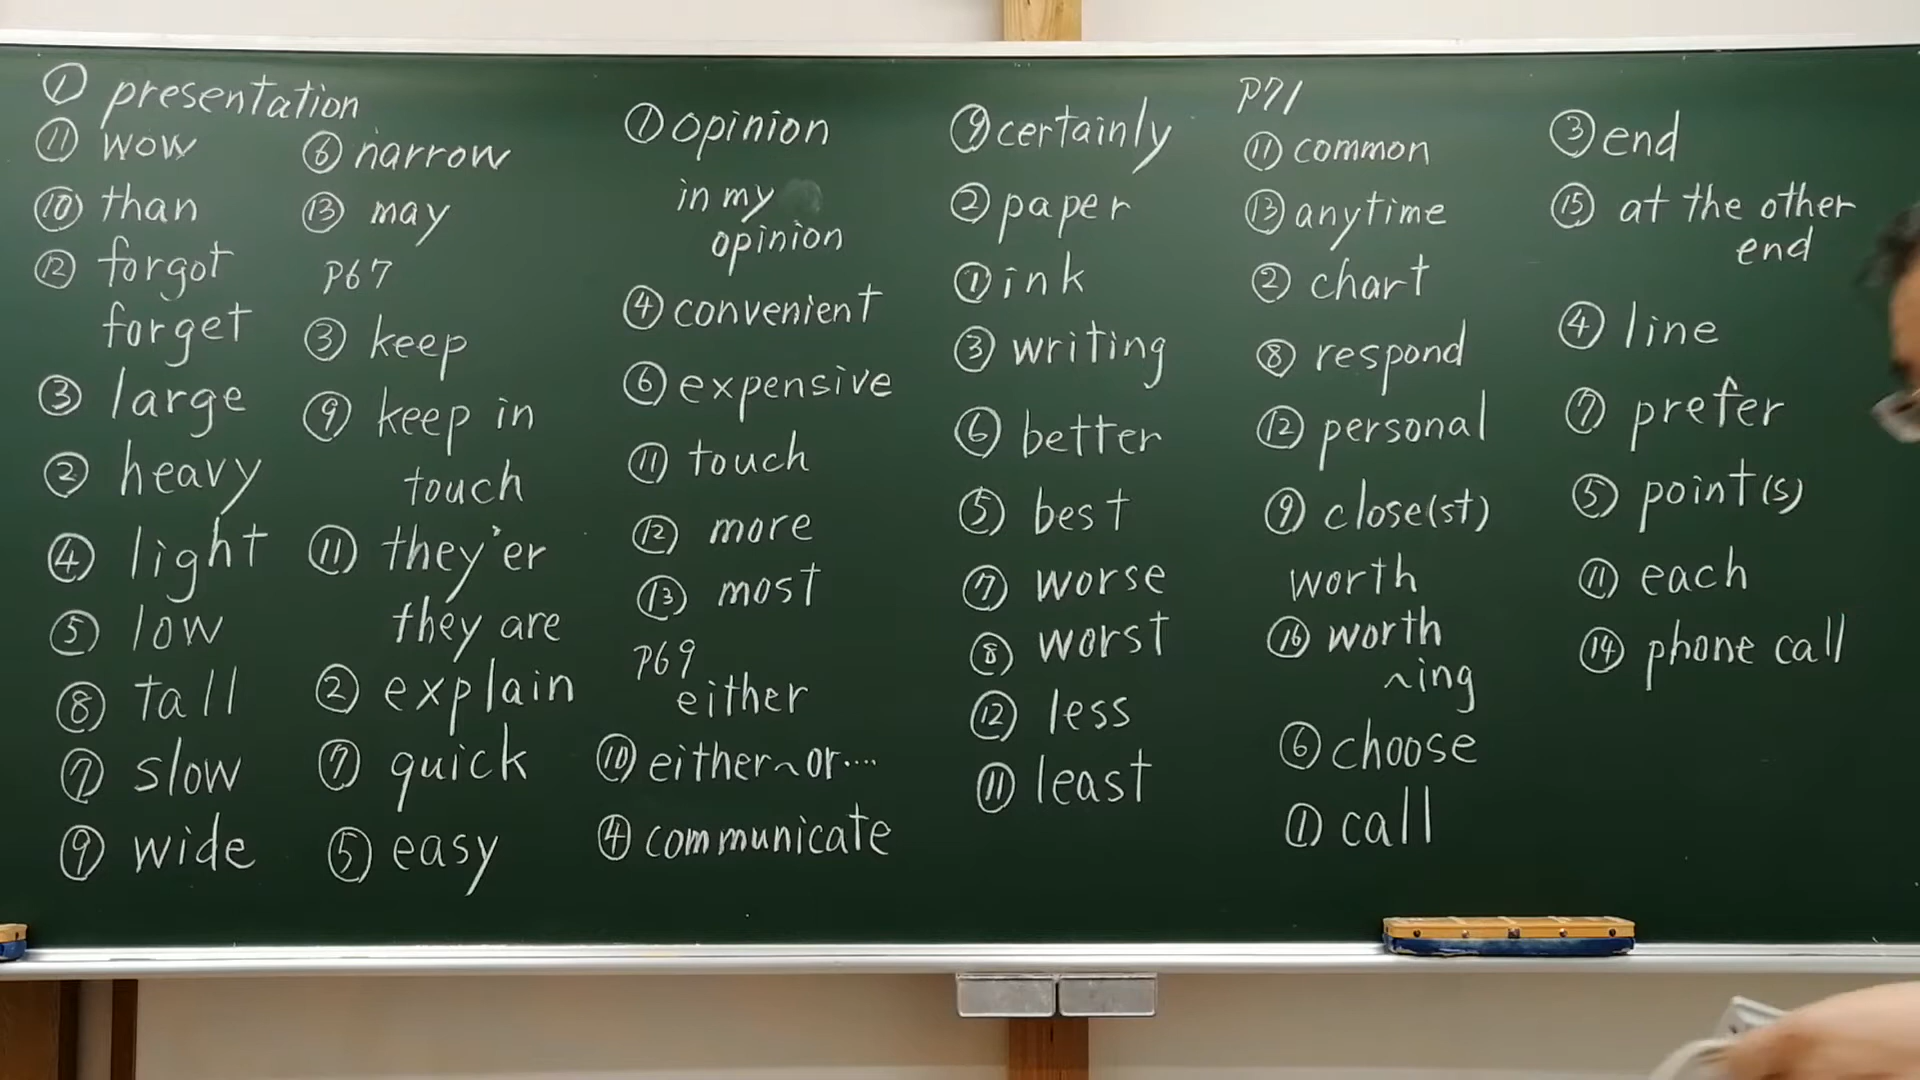 ① presentation
⑪ wow
⑩ than
⑫ forgot
forget
③ large
② heavy
④ light
⑤ low
⑧ tall
⑦ slow
⑨ wide
⑥ narrow
⑬ may
P67
③ keep
⑨ keep in
touch
⑪ they'er
they are
② explain
⑦ quick
⑤ easy
① opinion
in my
opinion
④ convenient
⑥ expensive
⑪ touch
⑫ more
⑬ most
P69
either
⑩ either~or....
④ communicate
⑨ certainly
② paper
① ink
③ writing
⑥ better
⑤ best
⑦ worse
⑧ worst
⑫ less
⑪ least
P71
⑪ common
⑬ anytime
② chart
⑧ respond
⑫ personal
⑨ close(st)
worth
⑯ worth
~ing
⑥ choose
① call
③ end
⑮ at the other
end
④ line
⑦ prefer
⑤ point(s)
⑪ each
⑭ phone call